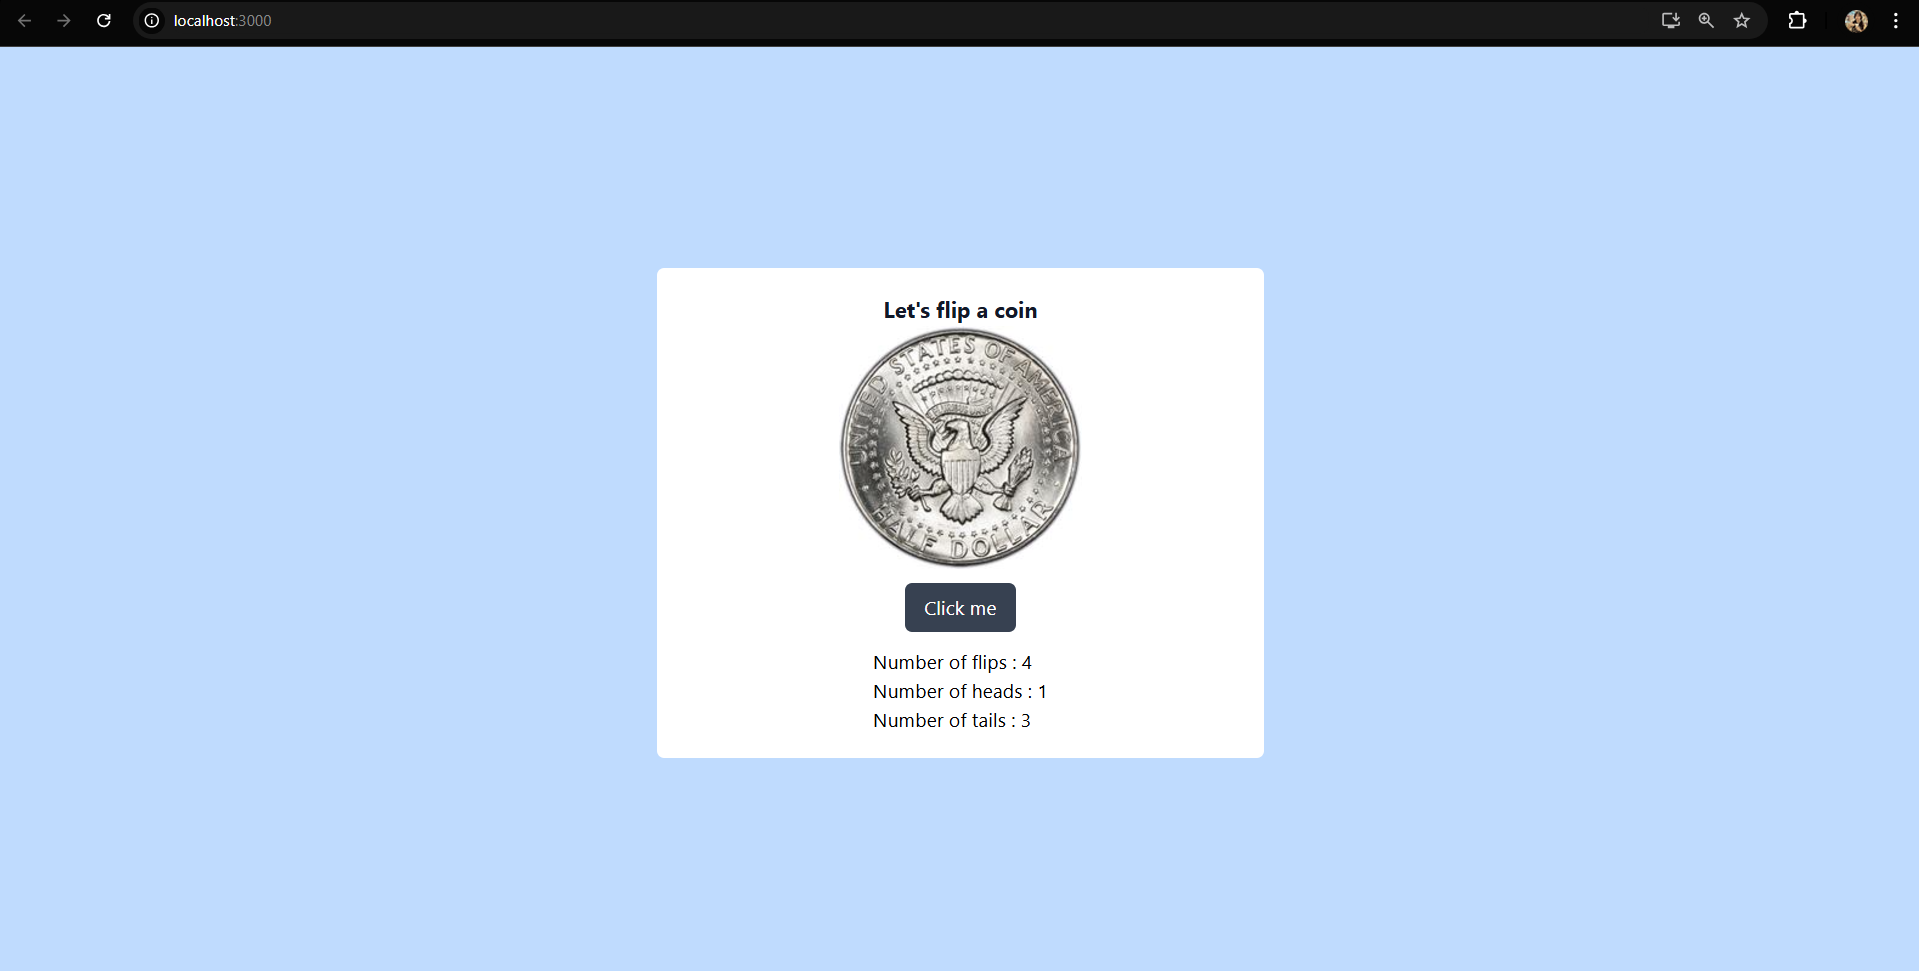 localhost:3000
Let's flip a coin
UNITED STATES OF AMERICA
HALF DOLLAR
Click me
Number of flips : 4
Number of heads : 1
Number of tails : 3